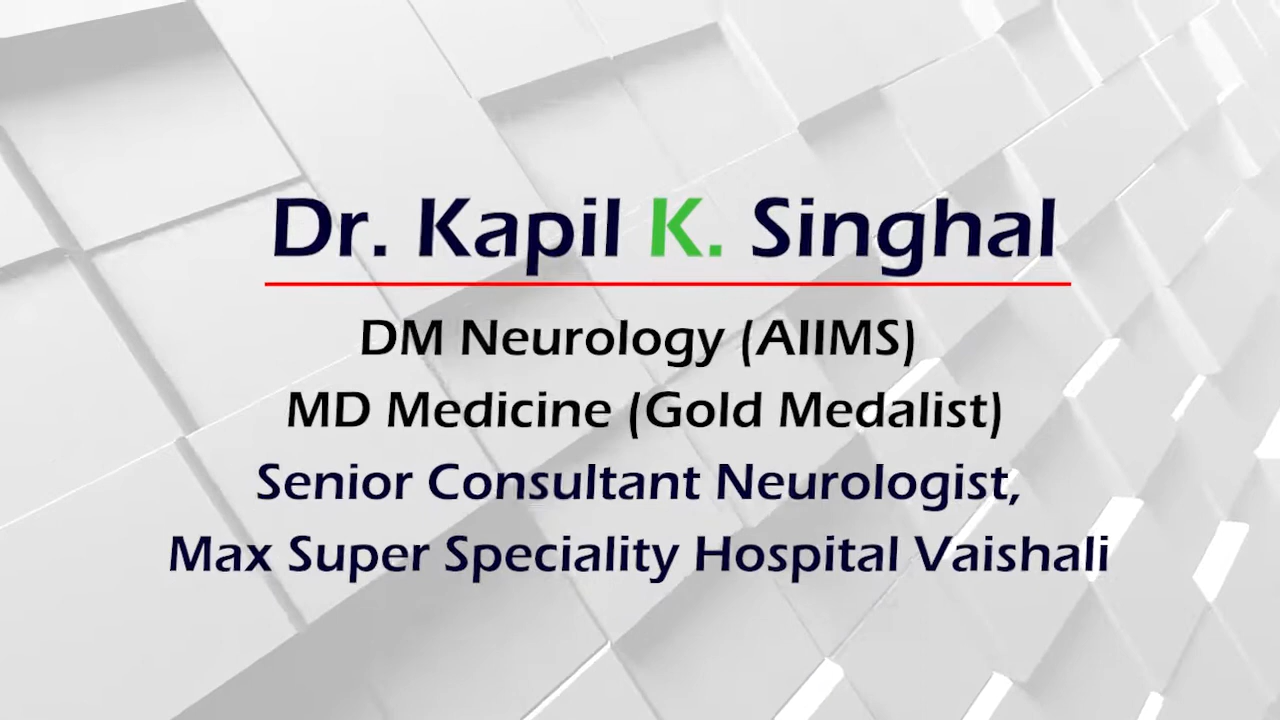 Dr. Kapil K. Singhal
DM Neurology (AIIMS)
MD Medicine (Gold Medalist)
Senior Consultant Neurologist,
Max Super Speciality Hospital Vaishali